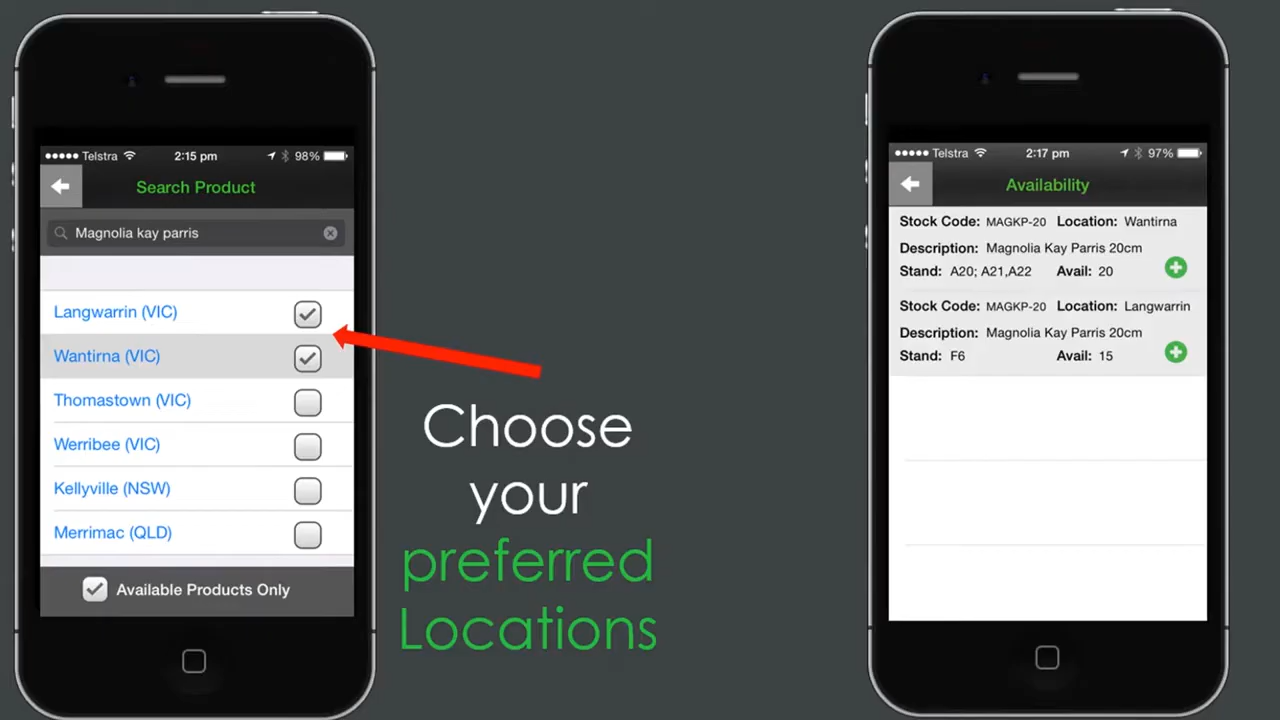 Telstra 2:15 pm 98%
Search Product
Magnolia kay parris
Langwarrin (VIC)
Wantirna (VIC)
Thomastown (VIC)
Werribee (VIC)
Kellyville (NSW)
Merrimac (QLD)
Available Products Only
Choose
your
preferred
Locations
Telstra 2:17 pm 97%
Availability
Stock Code: MAGKP-20 Location: Wantirna
Description: Magnolia Kay Parris 20cm
Stand: A20; A21,A22 Avail: 20
Stock Code: MAGKP-20 Location: Langwarrin
Description: Magnolia Kay Parris 20cm
Stand: F6 Avail: 15